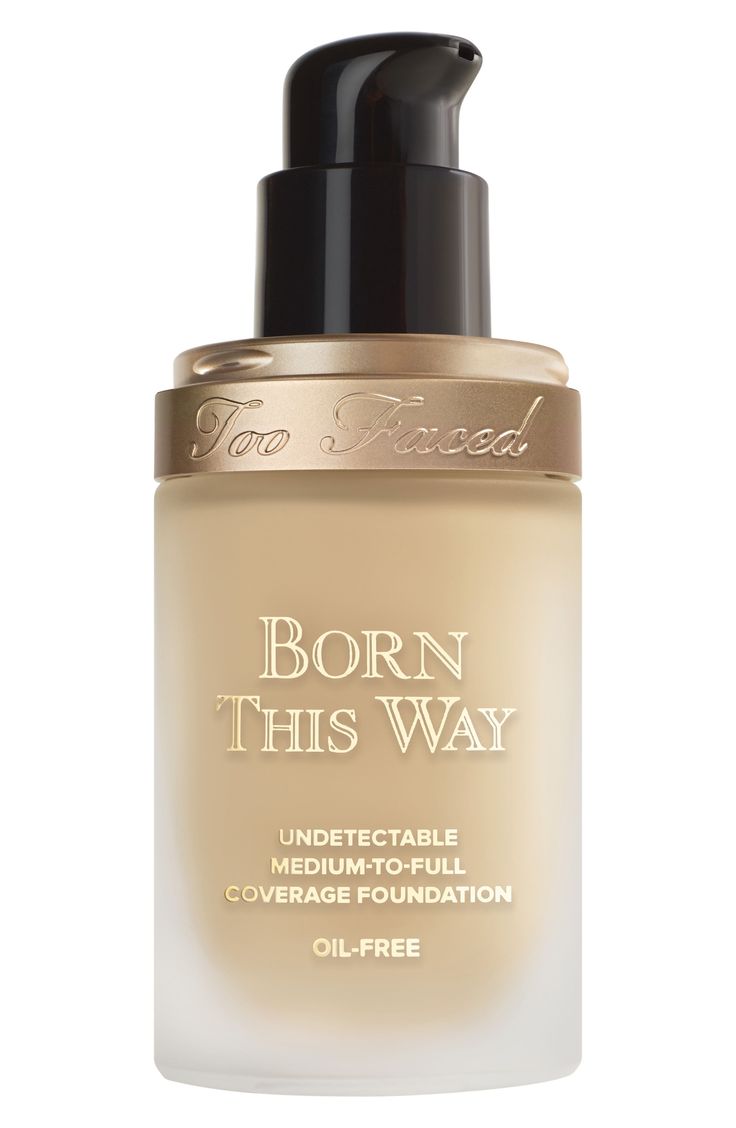 Too Faced
BORN
THIS WAY
UNDETECTABLE
MEDIUM-TO-FULL
COVERAGE FOUNDATION
OIL-FREE